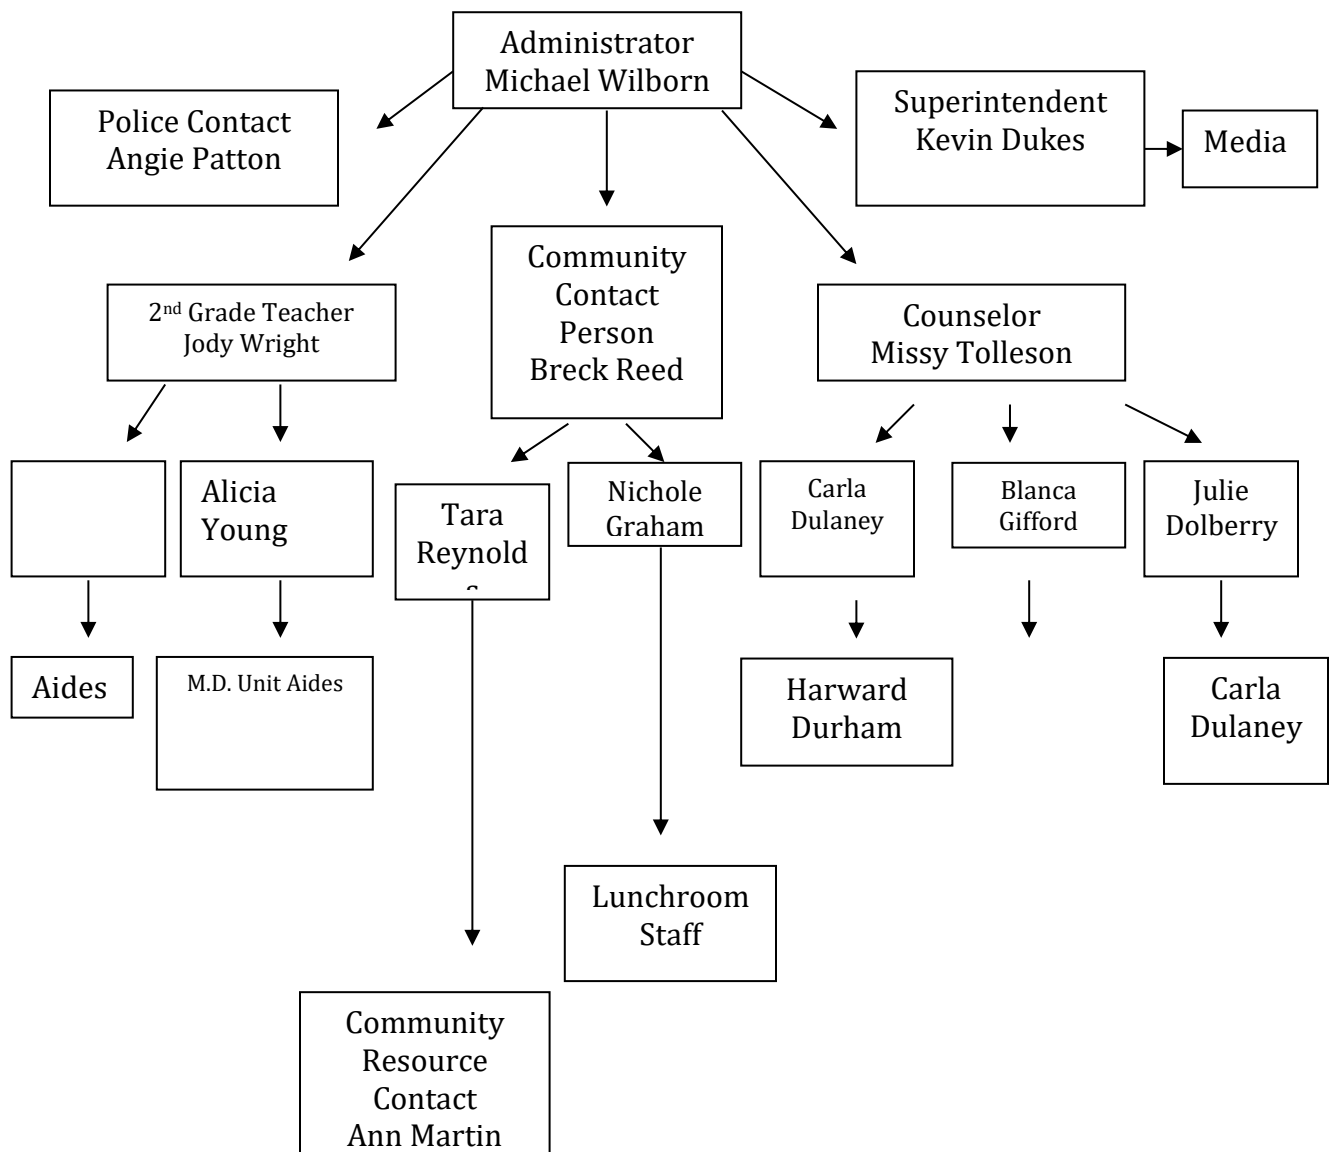 Administrator
Michael Wilborn
Police Contact
Angie Patton
Superintendent
Kevin Dukes
Media
2nd Grade Teacher
Jody Wright
Community
Contact
Person
Breck Reed
Counselor
Missy Tolleson
Alicia
Young
Tara
Reynold
s
Nichole
Graham
Carla
Dulaney
Blanca
Gifford
Julie
Dolberry
Aides
M.D. Unit Aides
Harward
Durham
Carla
Dulaney
Lunchroom
Staff
Community
Resource
Contact
Ann Martin